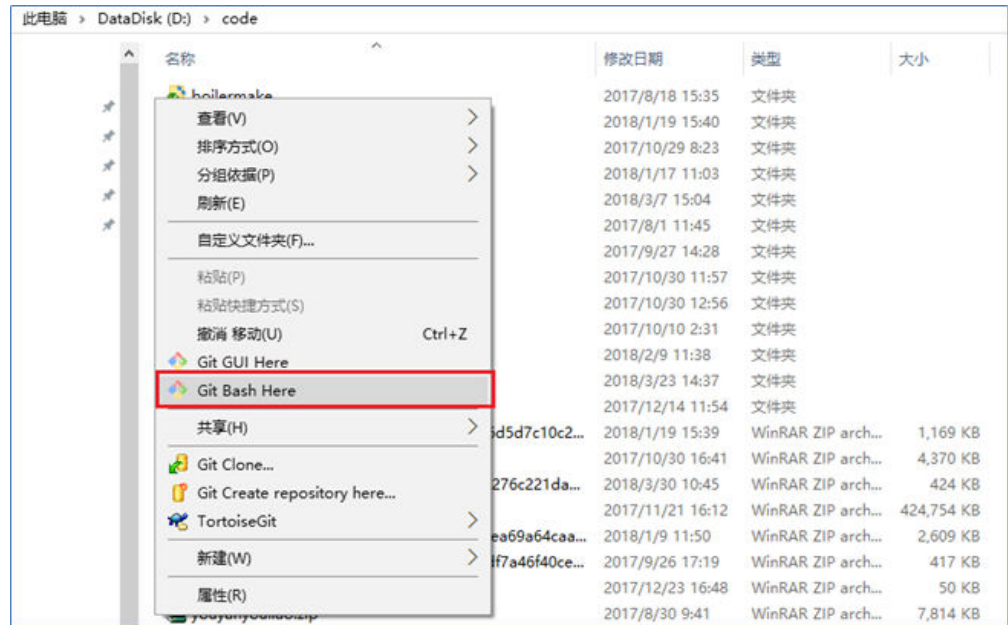 此电脑 > DataDisk (D:) > code
名称 修改日期 类型 大小
boilermake 2017/8/18 15:35 文件夹
查看(V) 2018/1/19 15:40 文件夹
排序方式(O) 2017/10/29 8:23 文件夹
分组依据(P) 2018/1/17 11:03 文件夹
刷新(E) 2018/3/7 15:04 文件夹
2017/8/1 11:45 文件夹
自定义文件夹(F)... 2017/9/27 14:28 文件夹
粘贴(P) 2017/10/30 11:57 文件夹
粘贴快捷方式(S) 2017/10/30 12:56 文件夹
撤消 移动(U) Ctrl+Z 2017/10/10 2:31 文件夹
Git GUI Here 2018/2/9 11:38 文件夹
Git Bash Here 2018/3/23 14:37 文件夹
2017/12/14 11:54 文件夹
共享(H) 5d5d7c10c2... 2018/1/19 15:39 WinRAR ZIP arch... 1,169 KB
Git Clone... 2017/10/30 16:41 WinRAR ZIP arch... 4,370 KB
Git Create repository here... 276c221da... 2018/3/30 10:45 WinRAR ZIP arch... 424 KB
TortoiseGit 2017/11/21 16:12 WinRAR ZIP arch... 424,754 KB
ea69a64caa... 2018/1/9 11:50 WinRAR ZIP arch... 2,609 KB
新建(W) df7a46f40ce... 2017/9/26 17:19 WinRAR ZIP arch... 417 KB
2017/12/23 16:48 WinRAR ZIP arch... 50 KB
属性(R) 2017/8/30 9:41 WinRAR ZIP arch... 7,814 KB